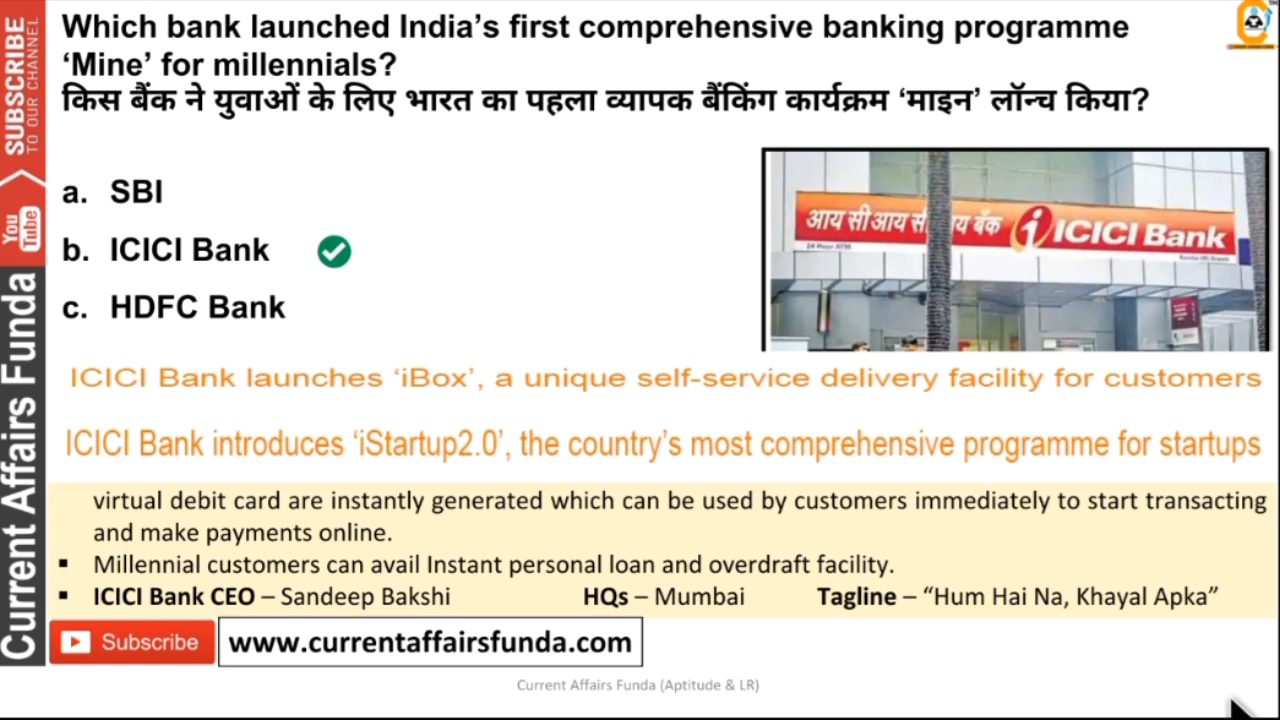 Which bank launched India's first comprehensive banking programme
'Mine' for millennials?
किस बैंक ने युवाओं के लिए भारत का पहला व्यापक बैंकिंग कार्यक्रम 'माइन' लॉन्च किया?
a. SBI
b. ICICI Bank
c. HDFC Bank
आय सी आय सी य बँक ICICI Bank
24 Hour ATM
ICICI Bank launches 'iBox', a unique self-service delivery facility for customers
ICICI Bank introduces 'iStartup2.0', the country's most comprehensive programme for startups
virtual debit card are instantly generated which can be used by customers immediately to start transacting
and make payments online.
▪ Millennial customers can avail Instant personal loan and overdraft facility.
▪ ICICI Bank CEO – Sandeep Bakshi HQs – Mumbai Tagline – “Hum Hai Na, Khayal Apka”
Subscribe www.currentaffairsfunda.com
Current Affairs Funda (Aptitude & LR)
SUBSCRIBE
TO OUR CHANNEL
You
Tube
Current Affairs Funda